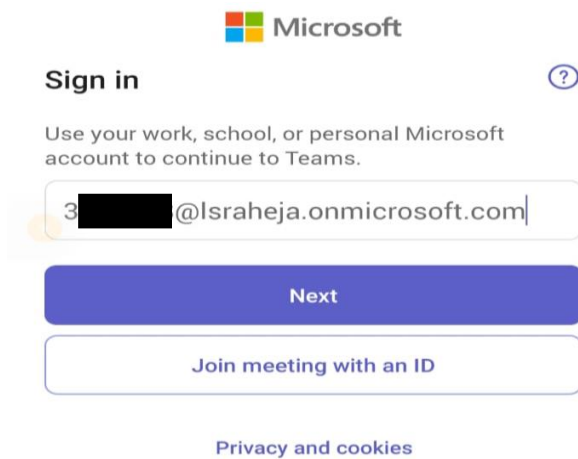 Microsoft
Sign in
?
Use your work, school, or personal Microsoft
account to continue to Teams.
3 @lsraheja.onmicrosoft.com
Next
Join meeting with an ID
Privacy and cookies